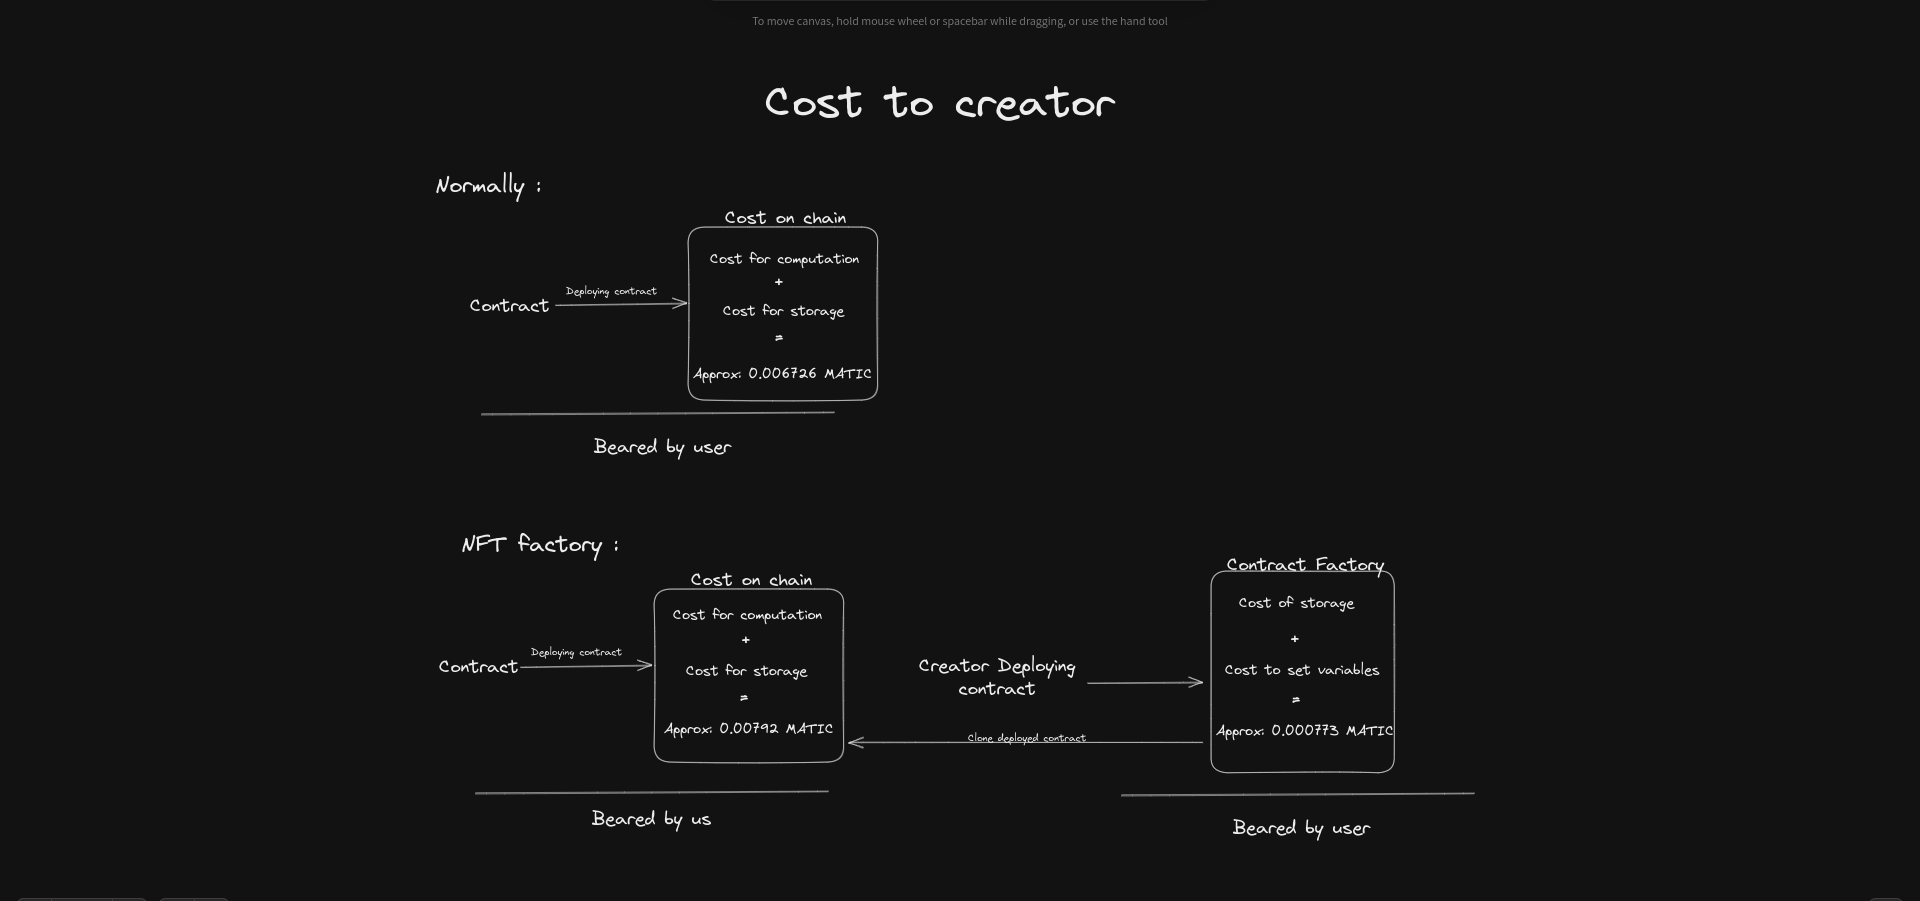 To move canvas, hold mouse wheel or spacebar while dragging, or use the hand tool
Cost to creator
Normally :
Cost on chain
Cost for computation
+
Cost for storage
=
Approx: 0.006726 MATIC
Contract
Deploying contract
Beared by user
NFT factory :
Cost on chain
Cost for computation
+
Cost for storage
=
Approx: 0.00792 MATIC
Contract
Deploying contract
Beared by us
Creator Deploying
contract
Clone deployed contract
Contract Factory
Cost of storage
+
Cost to set variables
=
Approx: 0.000773 MATIC
Beared by user